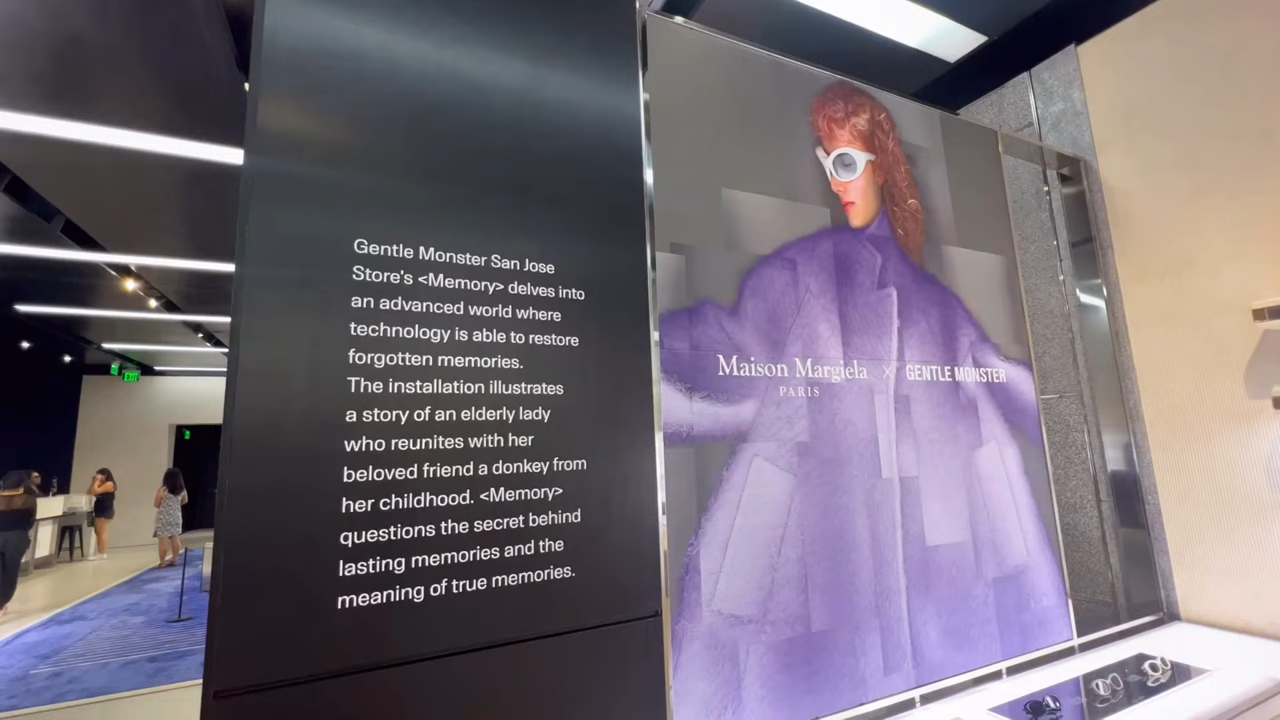 Gentle Monster San Jose
Store's <Memory> delves into
an advanced world where
technology is able to restore
forgotten memories.
The installation illustrates
a story of an elderly lady
who reunites with her
beloved friend a donkey from
her childhood. <Memory>
questions the secret behind
lasting memories and the
meaning of true memories.
Maison Margiela × GENTLE MONSTER
PARIS
EXIT